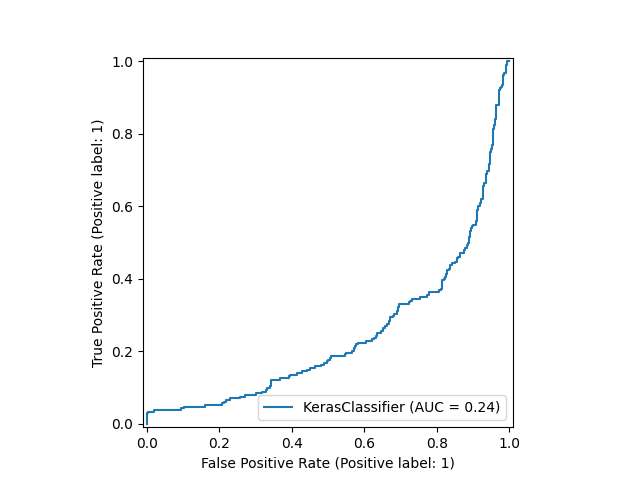 1.0
0.8
0.6
0.4
0.2
0.0
True Positive Rate (Positive label: 1)
KerasClassifier (AUC = 0.24)
0.0 0.2 0.4 0.6 0.8 1.0
False Positive Rate (Positive label: 1)